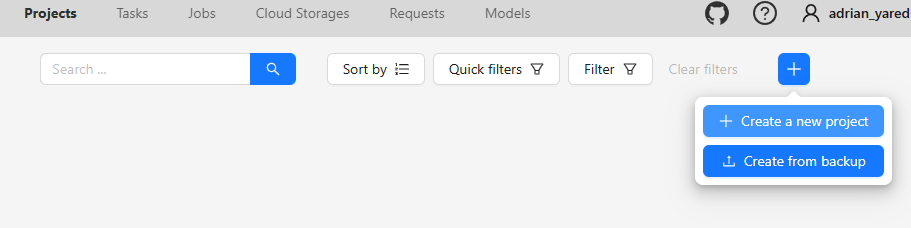 Projects Tasks Jobs Cloud Storages Requests Models adrian_yared
Search ... Sort by Quick filters Filter Clear filters
Create a new project
Create from backup